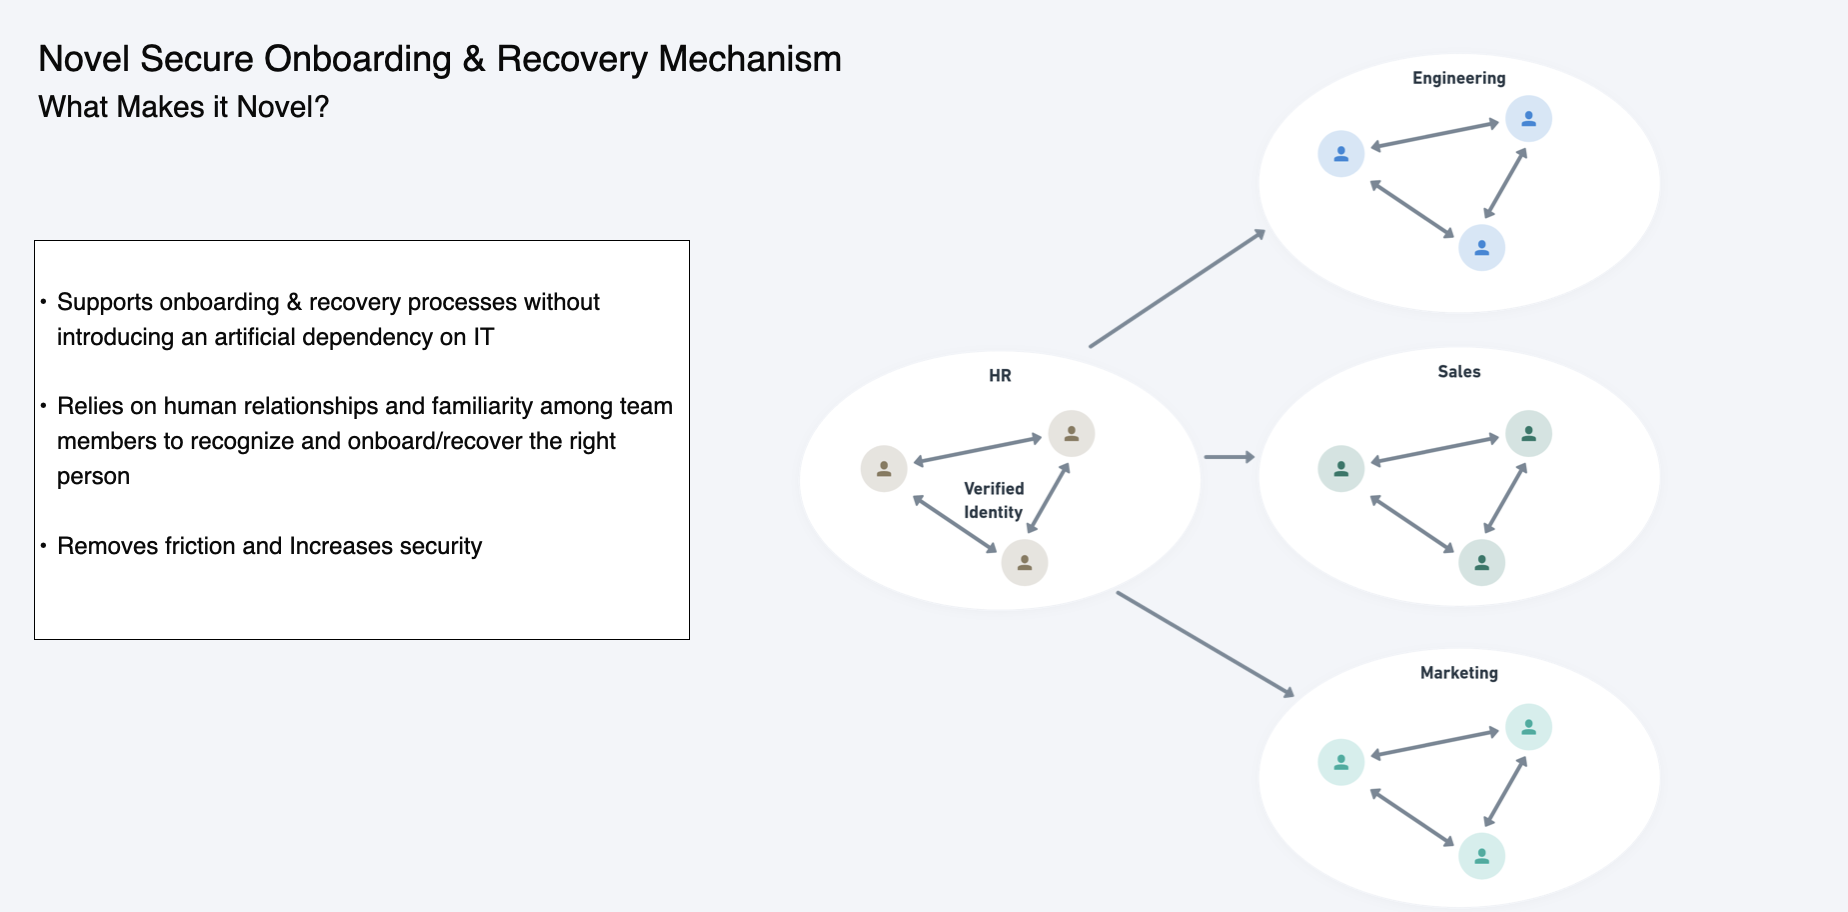 Novel Secure Onboarding & Recovery Mechanism
What Makes it Novel?
• Supports onboarding & recovery processes without
introducing an artificial dependency on IT
• Relies on human relationships and familiarity among team
members to recognize and onboard/recover the right
person
• Removes friction and Increases security
Engineering
HR
Verified
Identity
Sales
Marketing